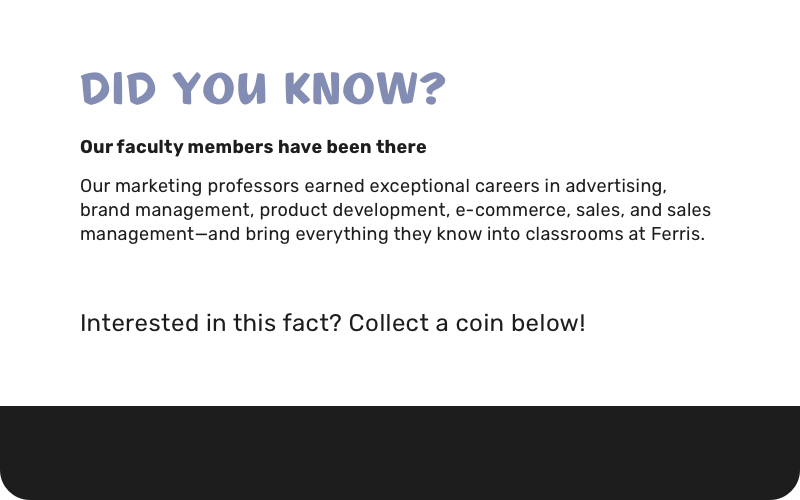 DID YOU KNOW?
Our faculty members have been there
Our marketing professors earned exceptional careers in advertising,
brand management, product development, e-commerce, sales, and sales
management—and bring everything they know into classrooms at Ferris.
Interested in this fact? Collect a coin below!